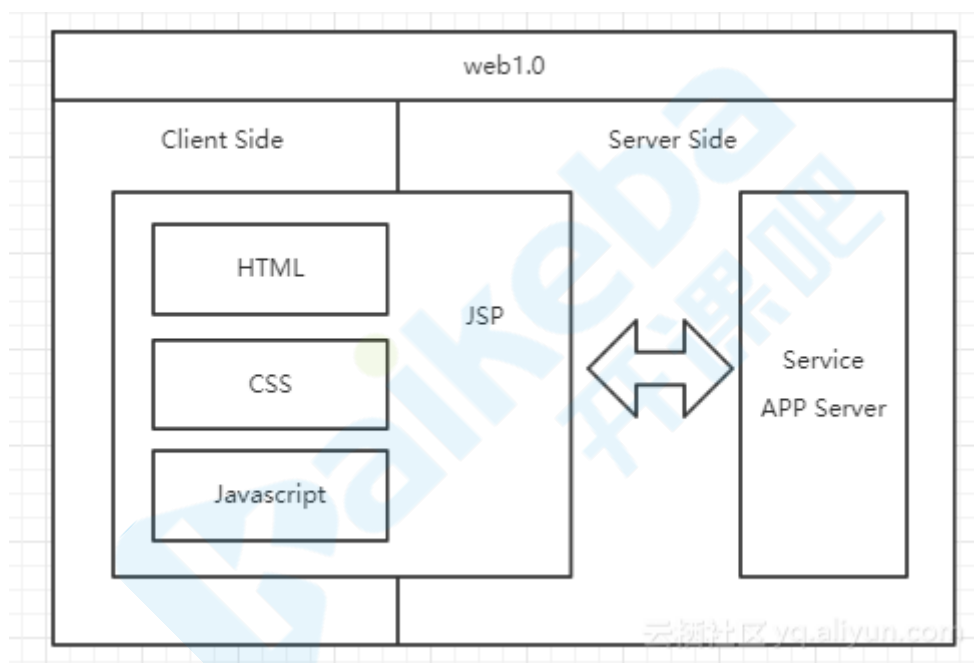 web1.0
Client Side
Server Side
HTML
CSS
Javascript
JSP
Service
APP Server
Kaikeba
开课吧
云栖社区 yq.aliyun.com